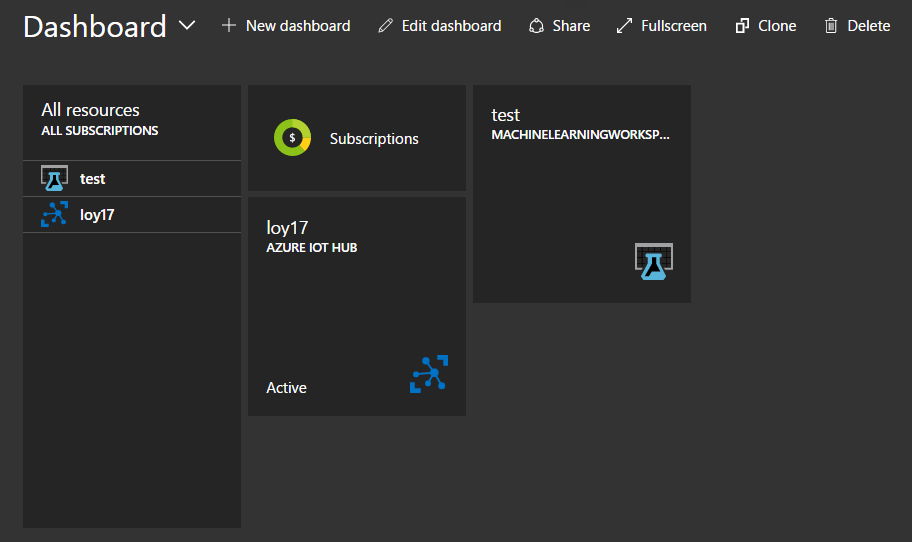 Dashboard
New dashboard
Edit dashboard
Share
Fullscreen
Clone
Delete
All resources
ALL SUBSCRIPTIONS
test
loy17
$
Subscriptions
loy17
AZURE IOT HUB
Active
test
MACHINELEARNINGWORKSP...